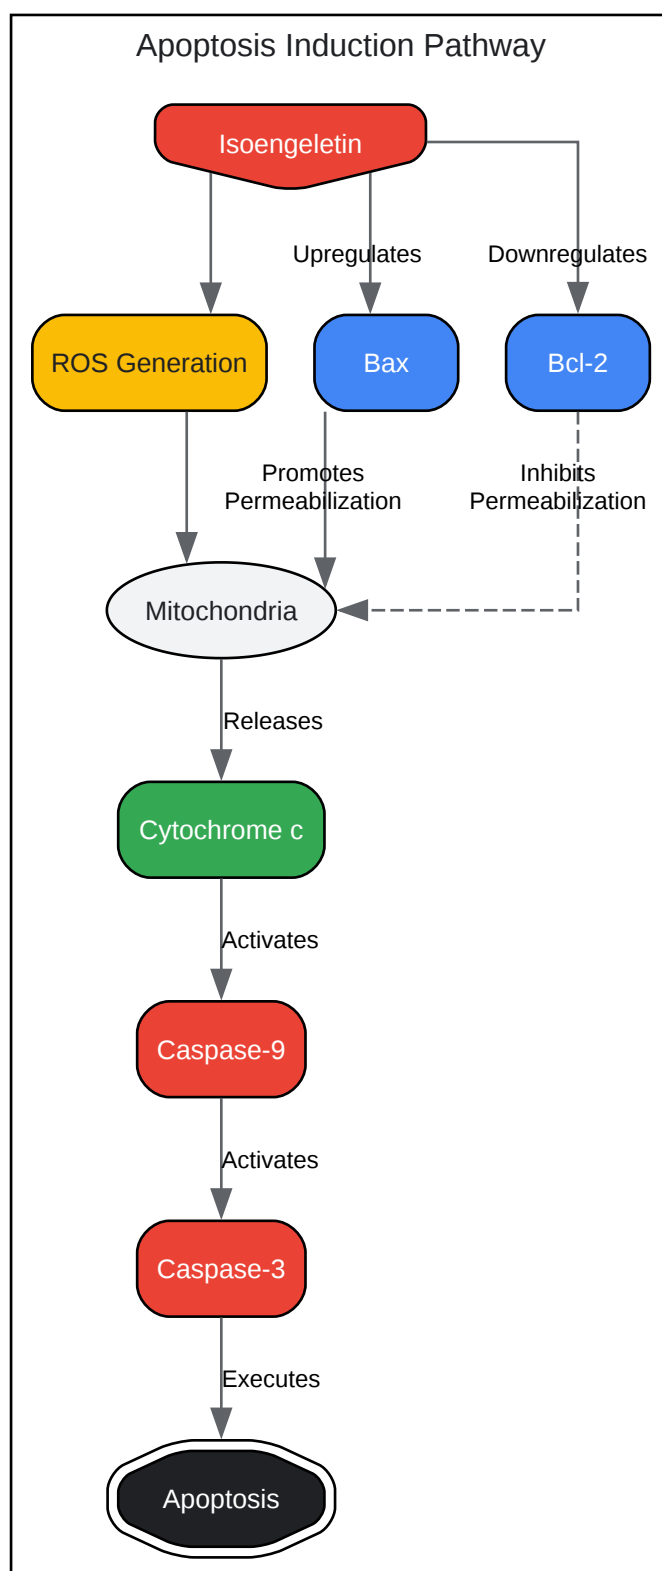 Apoptosis Induction Pathway
Isoengeletin
Upregulates
Downregulates
ROS Generation
Bax
Bcl-2
Promotes
Permeabilization
Inhibits
Permeabilization
Mitochondria
Releases
Cytochrome c
Activates
Caspase-9
Activates
Caspase-3
Executes
Apoptosis